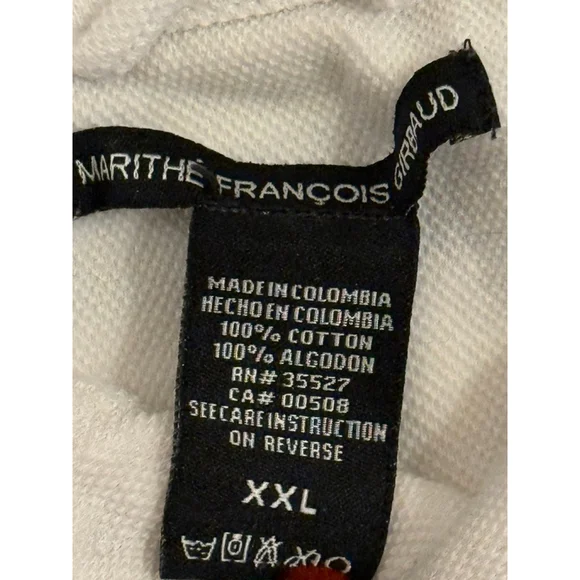 MARITHÉ FRANÇOIS GIRBAUD
MADE IN COLOMBIA
HECHO EN COLOMBIA
100% COTTON
100% ALGODON
RN# 35527
CA# 00508
SEE CARE INSTRUCTION
ON REVERSE
XXL